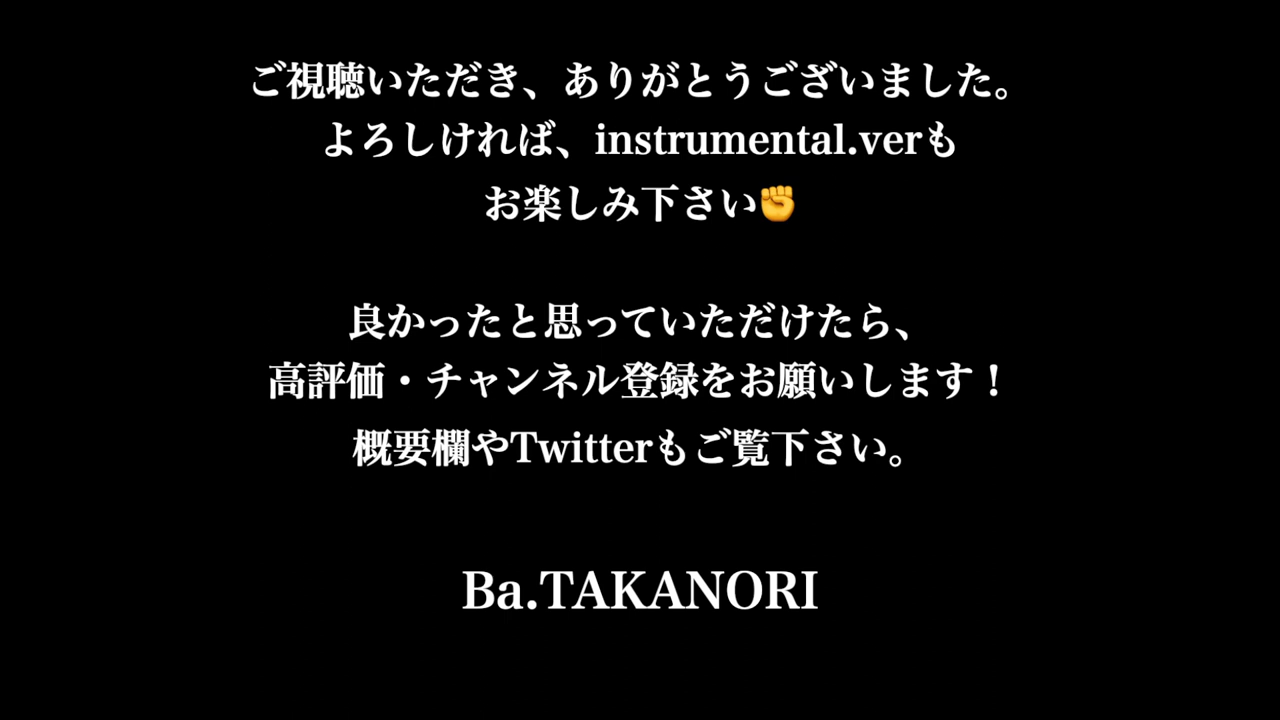 ご視聴いただき、ありがとうございました。
よろしければ、instrumental.verも
お楽しみ下さい✊
良かったと思っていただけたら、
高評価・チャンネル登録をお願いします！
概要欄やTwitterもご覧下さい。
Ba.TAKANORI